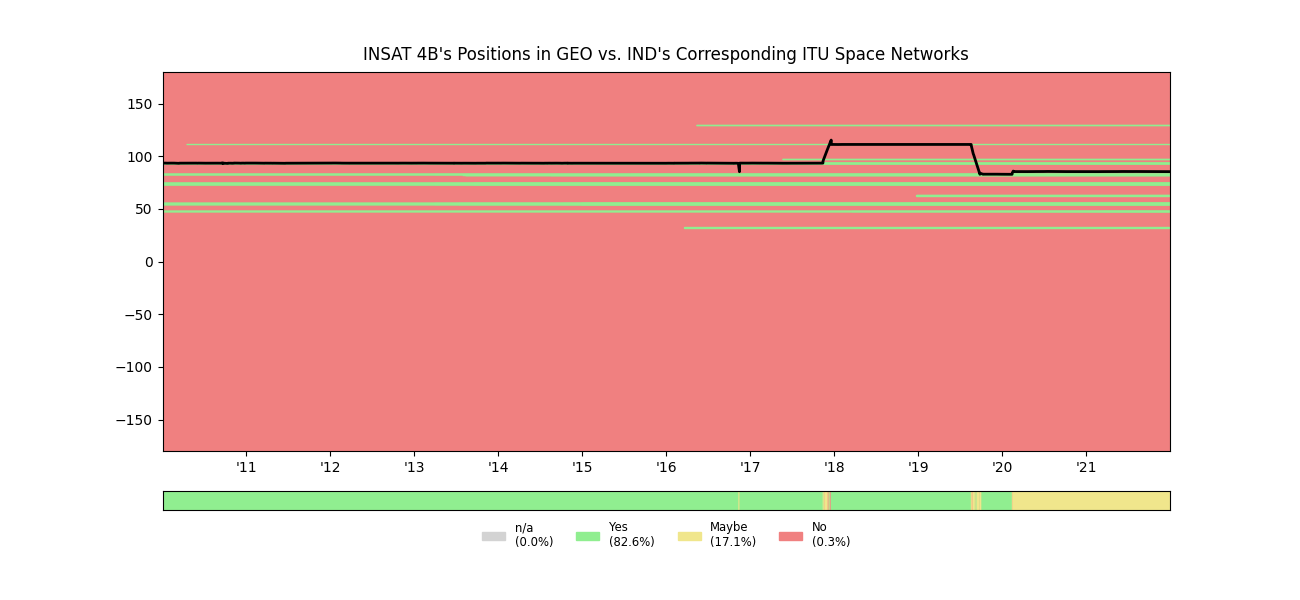 INSAT 4B's Positions in GEO vs. IND's Corresponding ITU Space Networks
150
100
50
0
−50
−100
−150
'11 '12 '13 '14 '15 '16 '17 '18 '19 '20 '21
n/a Yes Maybe No
(0.0%) (82.6%) (17.1%) (0.3%)